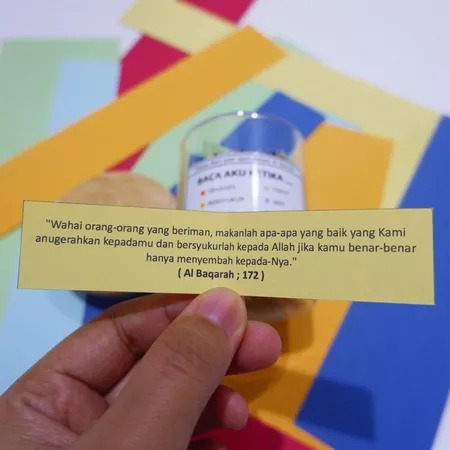 BACA AKU KETIKA ...
"Wahai orang-orang yang beriman, makanlah apa-apa yang baik yang Kami
anugerahkan kepadamu dan bersyukurlah kepada Allah jika kamu benar-benar
hanya menyembah kepada-Nya."
( Al Baqarah ; 172 )